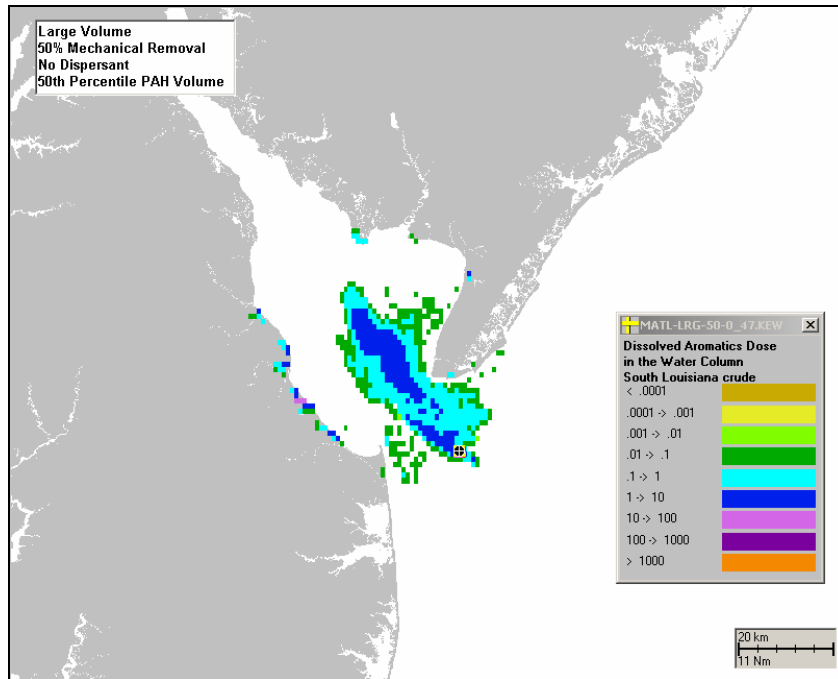 Large Volume
50% Mechanical Removal
No Dispersant
50th Percentile PAH Volume
MATL-LRG-50-0_47.KEW
Dissolved Aromatics Dose
in the Water Column
South Louisiana crude
< .0001
.0001 -> .001
.001 -> .01
.01 -> .1
.1 -> 1
1 -> 10
10 -> 100
100 -> 1000
> 1000
20 km
11 Nm